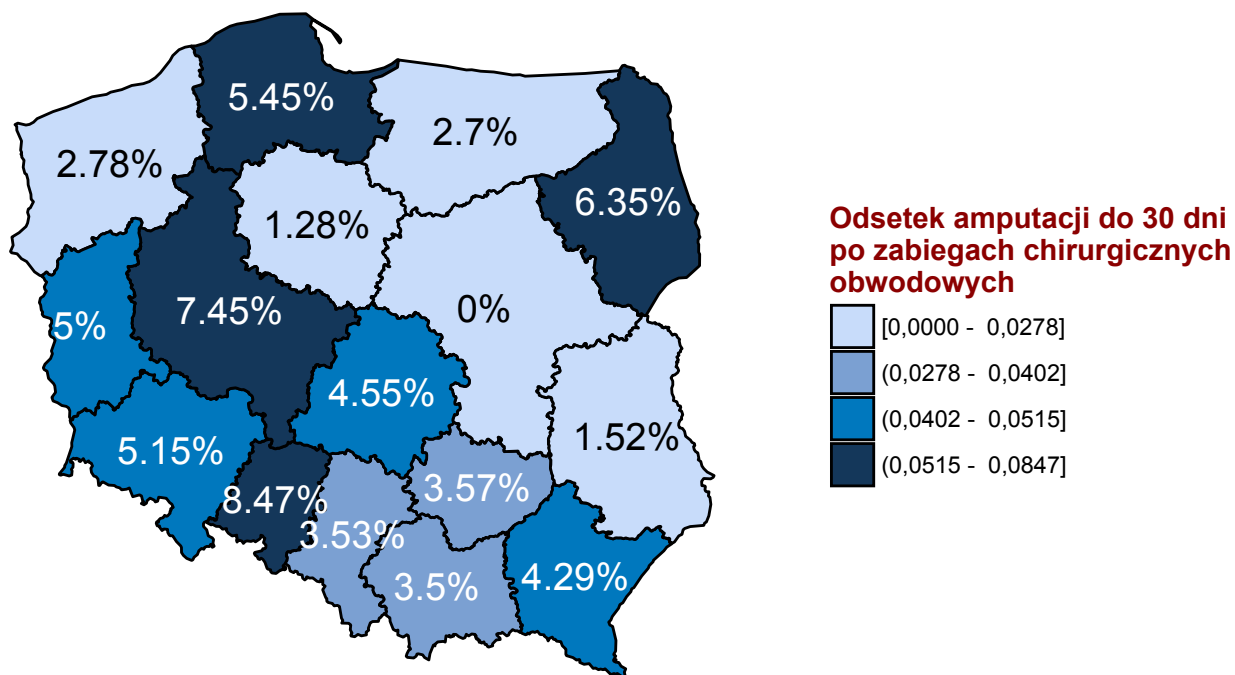 5.45%
2.7%
2.78%
6.35%
1.28%
7.45%
0%
5%
4.55%
1.52%
5.15%
8.47%
3.57%
3.53%
3.5%
4.29%
Odsetek amputacji do 30 dni
po zabiegach chirurgicznych
obwodowych
[0,0000 - 0,0278]
(0,0278 - 0,0402]
(0,0402 - 0,0515]
(0,0515 - 0,0847]